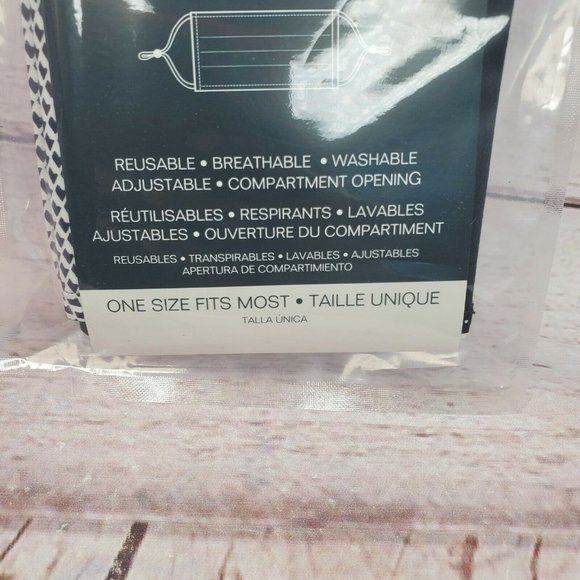 REUSABLE • BREATHABLE • WASHABLE
ADJUSTABLE • COMPARTMENT OPENING
RÉUTILISABLES • RESPIRANTS • LAVABLES
AJUSTABLES • OUVERTURE DU COMPARTIMENT
REUSABLES • TRANSPIRABLES • LAVABLES • AJUSTABLES
APERTURA DE COMPARTIMIENTO
ONE SIZE FITS MOST • TAILLE UNIQUE
TALLA ÚNICA